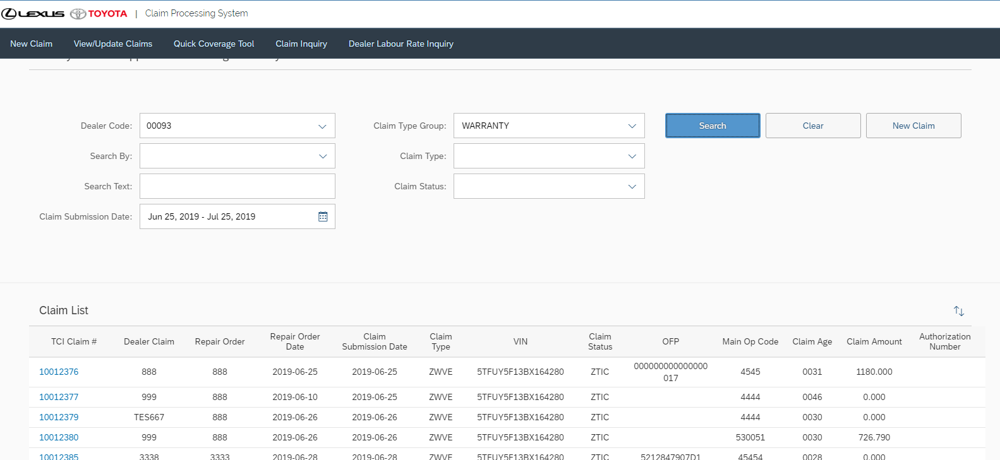 LEXUS TOYOTA | Claim Processing System
New Claim View/Update Claims Quick Coverage Tool Claim Inquiry Dealer Labour Rate Inquiry
Dealer Code: 00093 Claim Type Group: WARRANTY Search Clear New Claim
Search By: Claim Type:
Search Text: Claim Status:
Claim Submission Date: Jun 25, 2019 - Jul 25, 2019
Claim List
TCI Claim # Dealer Claim Repair Order Repair Order Date Claim Submission Date Claim Type VIN Claim Status OFP Main Op Code Claim Age Claim Amount Authorization Number
10012376 888 888 2019-06-25 2019-06-25 ZWVE 5TFUY5F13BX164280 ZTIC 000000000000000 017 4545 0031 1180.000
10012377 999 888 2019-06-10 2019-06-25 ZWVE 5TFUY5F13BX164280 ZTIC 4444 0046 0.000
10012379 TES667 888 2019-06-26 2019-06-26 ZWVE 5TFUY5F13BX164280 ZTIC 4444 0030 0.000
10012380 999 888 2019-06-26 2019-06-26 ZWVE 5TFUY5F13BX164280 ZTIC 530051 0030 726.790
10012385 3338 3333 2019-06-28 2019-06-28 ZWVE 5TFUY5F13BX164280 ZTIC 5212847907D1 45454 0028 0.000